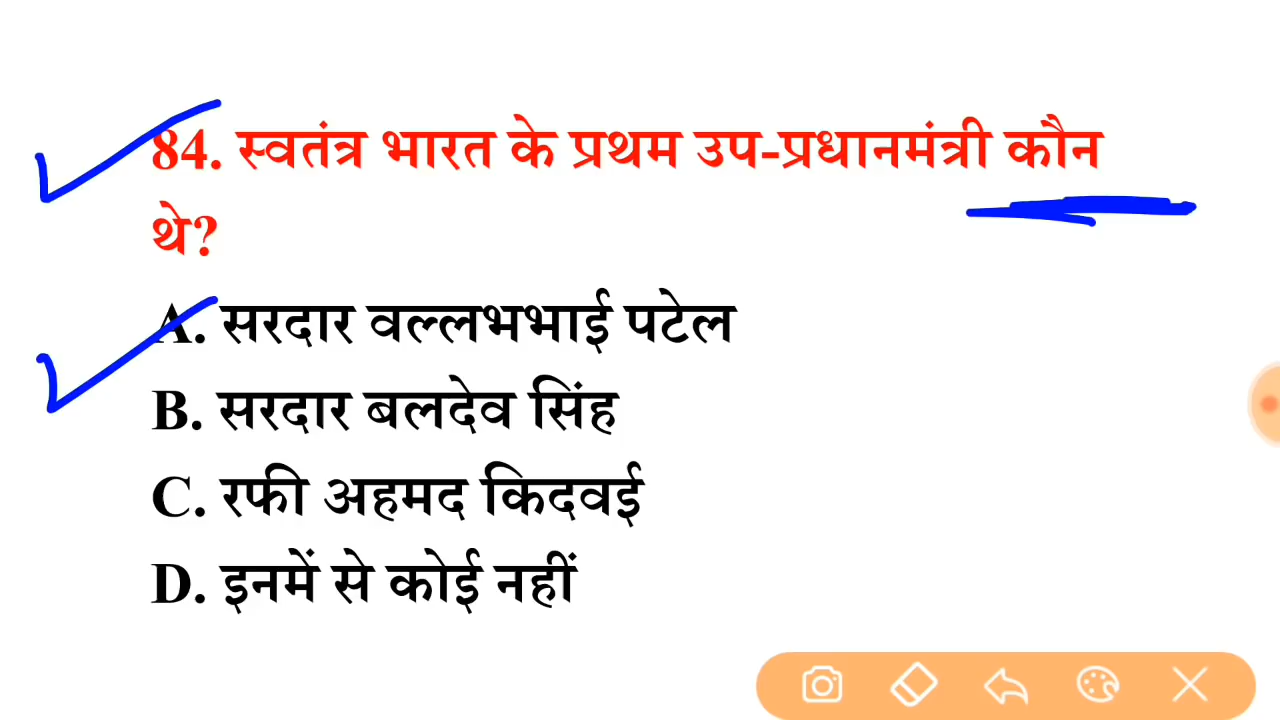 84. स्वतंत्र भारत के प्रथम उप-प्रधानमंत्री कौन
थे?
A. सरदार वल्लभभाई पटेल
B. सरदार बलदेव सिंह
C. रफी अहमद किदवई
D. इनमें से कोई नहीं